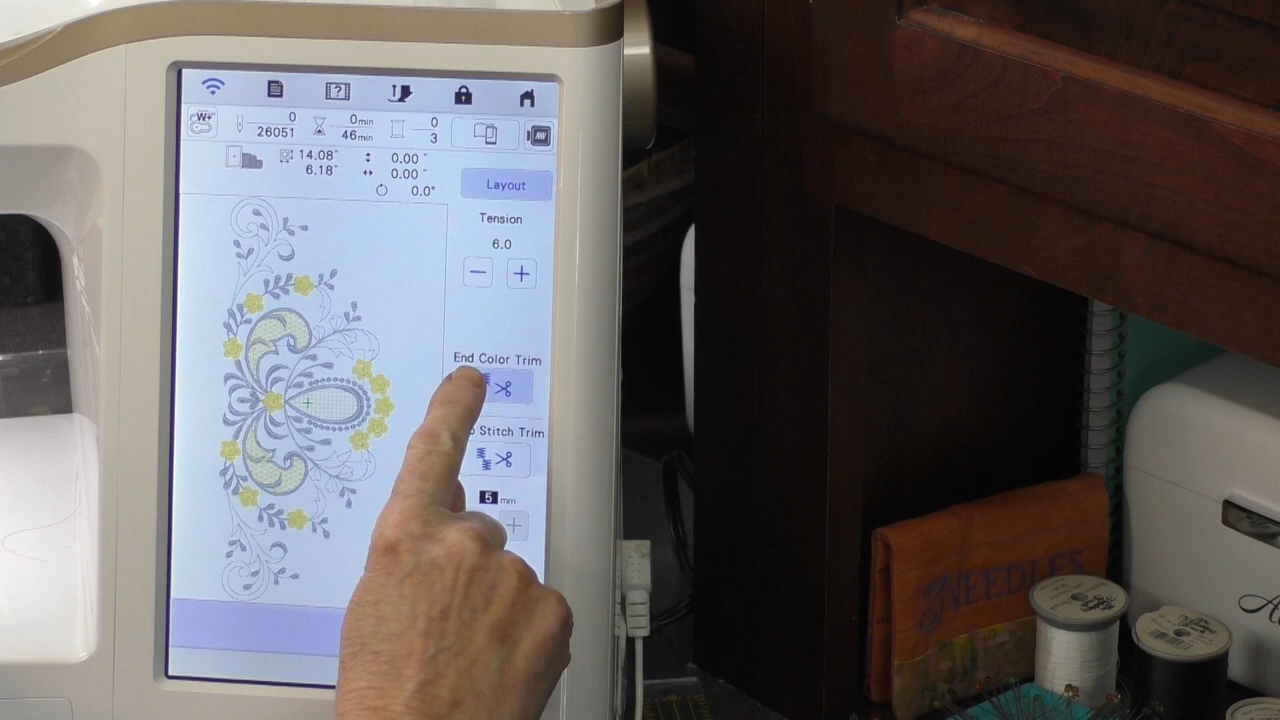 W+
0
26051
0min
46min
0
3
14.08"
6.18"
0.00 "
0.00 "
0.0°
Layout
Tension
6.0
− +
End Color Trim
Stitch Trim
5 mm
+
NEEDLES